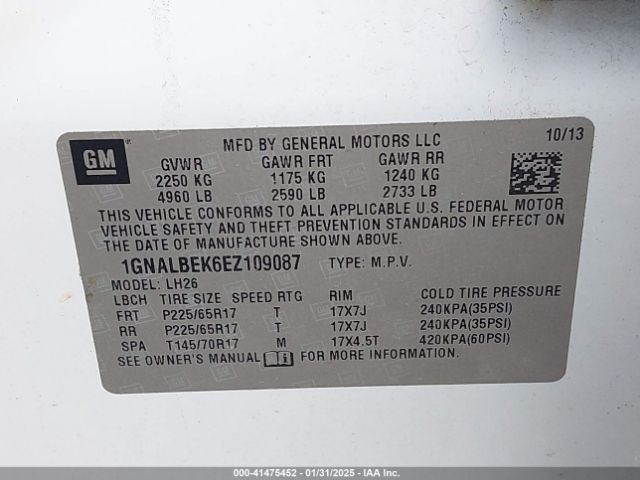 MFD BY GENERAL MOTORS LLC 10/13
GM
GVWR GAWR FRT GAWR RR
2250 KG 1175 KG 1240 KG
4960 LB 2590 LB 2733 LB
THIS VEHICLE CONFORMS TO ALL APPLICABLE U.S. FEDERAL MOTOR
VEHICLE SAFETY AND THEFT PREVENTION STANDARDS IN EFFECT ON
THE DATE OF MANUFACTURE SHOWN ABOVE.
1GNALBEK6EZ109087 TYPE: M.P.V.
MODEL: LH26
LBCH TIRE SIZE SPEED RTG RIM COLD TIRE PRESSURE
FRT P225/65R17 T 17X7J 240KPA(35PSI)
RR P225/65R17 T 17X7J 240KPA(35PSI)
SPA T145/70R17 M 17X4.5T 420KPA(60PSI)
SEE OWNER'S MANUAL FOR MORE INFORMATION.
000-41475452 - 01/31/2025 - IAA Inc.